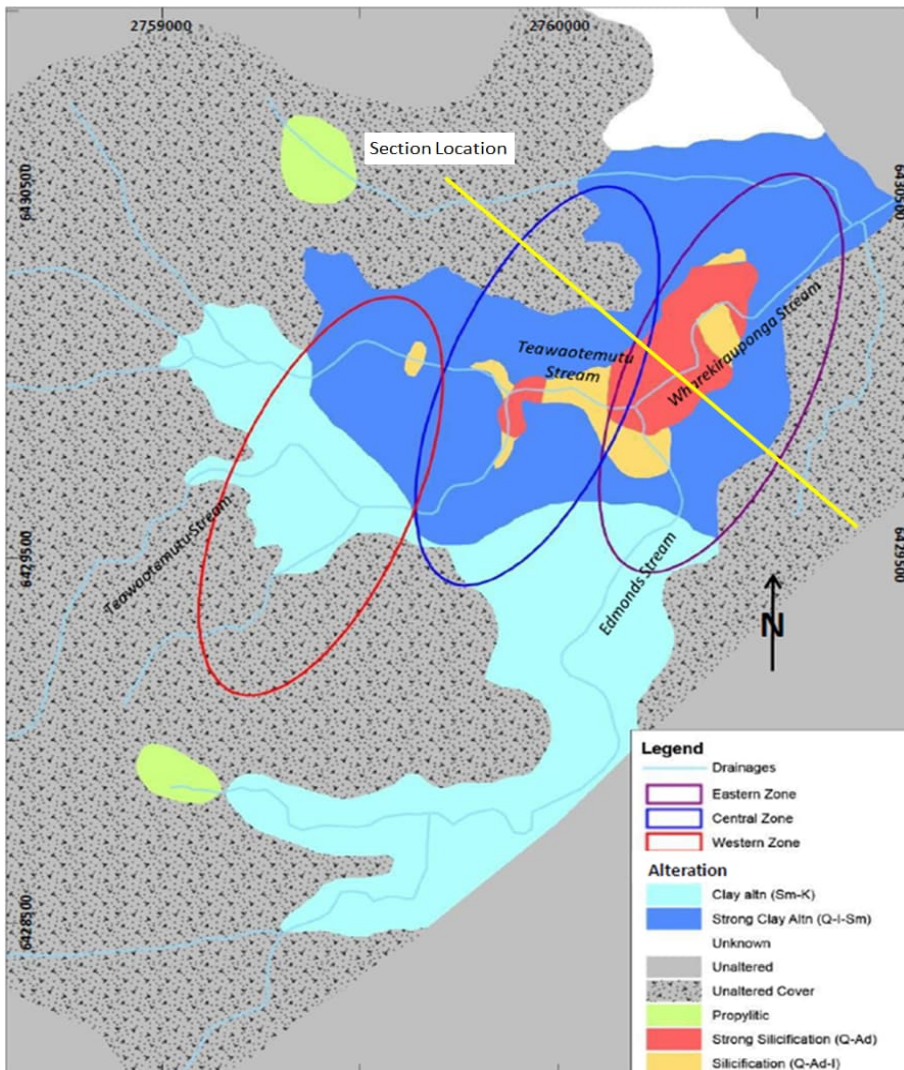 2759000
2760000
Section Location
6430500
6430500
Teawaotemutu
Stream
Wharekirauponga Stream
Teawaotemutu Stream
6429500
6429500
Edmonds Stream
N
6428500
Legend
Drainages
Eastern Zone
Central Zone
Western Zone
Alteration
Clay altn (Sm-K)
Strong Clay Altn (Q-I-Sm)
Unknown
Unaltered
Unaltered Cover
Propylitic
Strong Silicification (Q-Ad)
Silicification (Q-Ad-I)